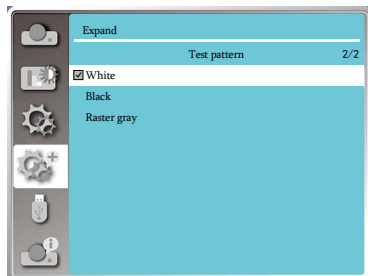 Expand
Test pattern 2/2
White
Black
Raster gray